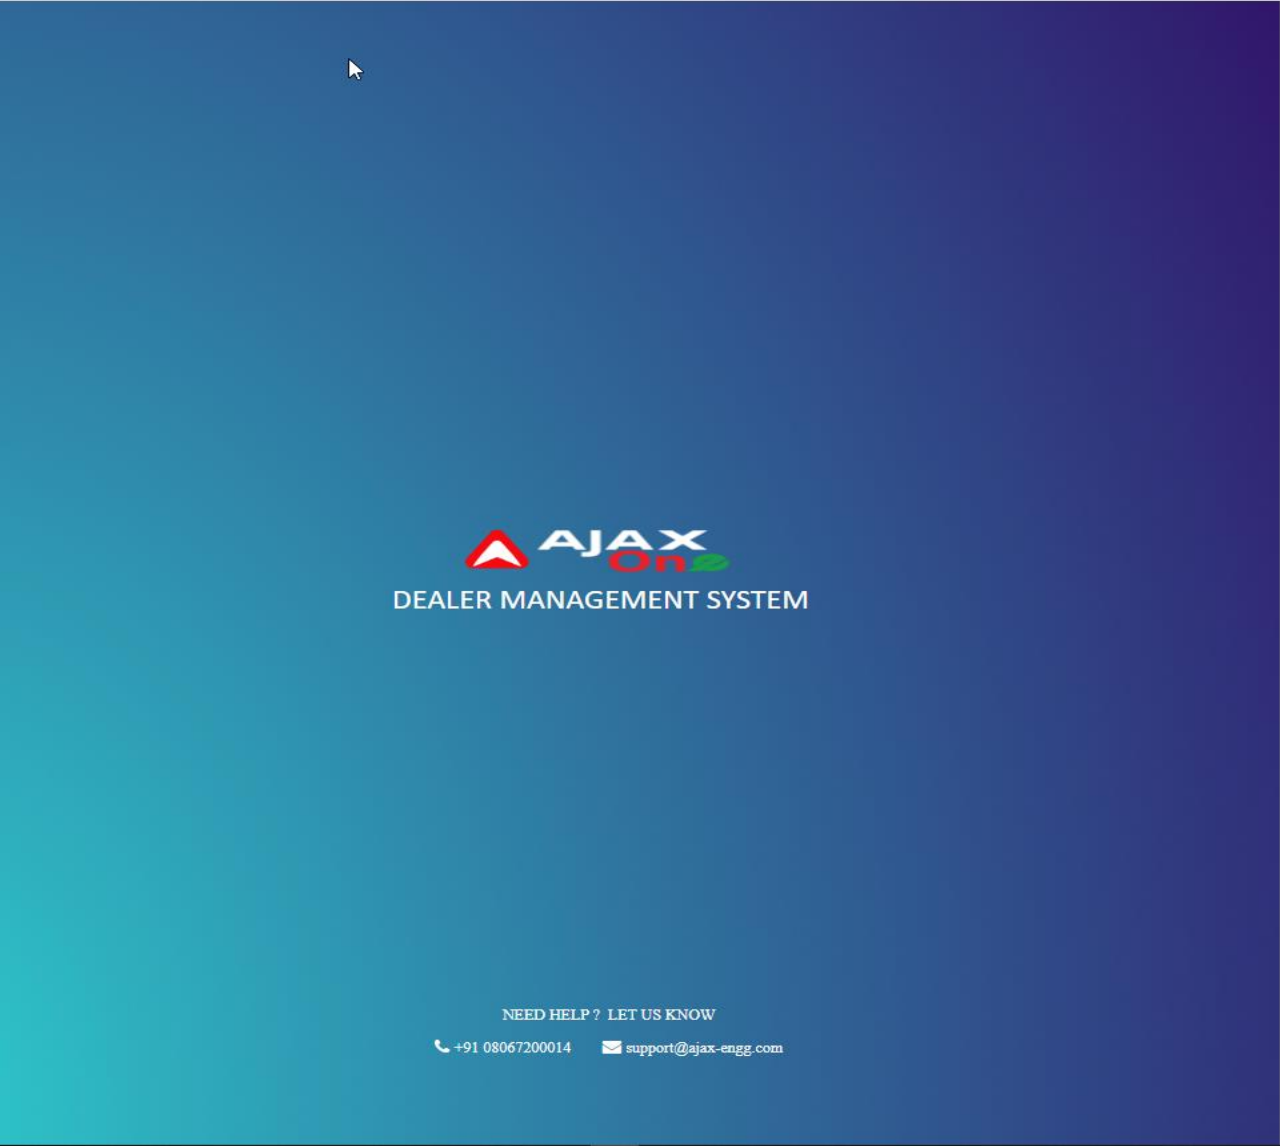 AJAX
One
DEALER MANAGEMENT SYSTEM
NEED HELP ? LET US KNOW
+91 08067200014 support@ajax-engg.com